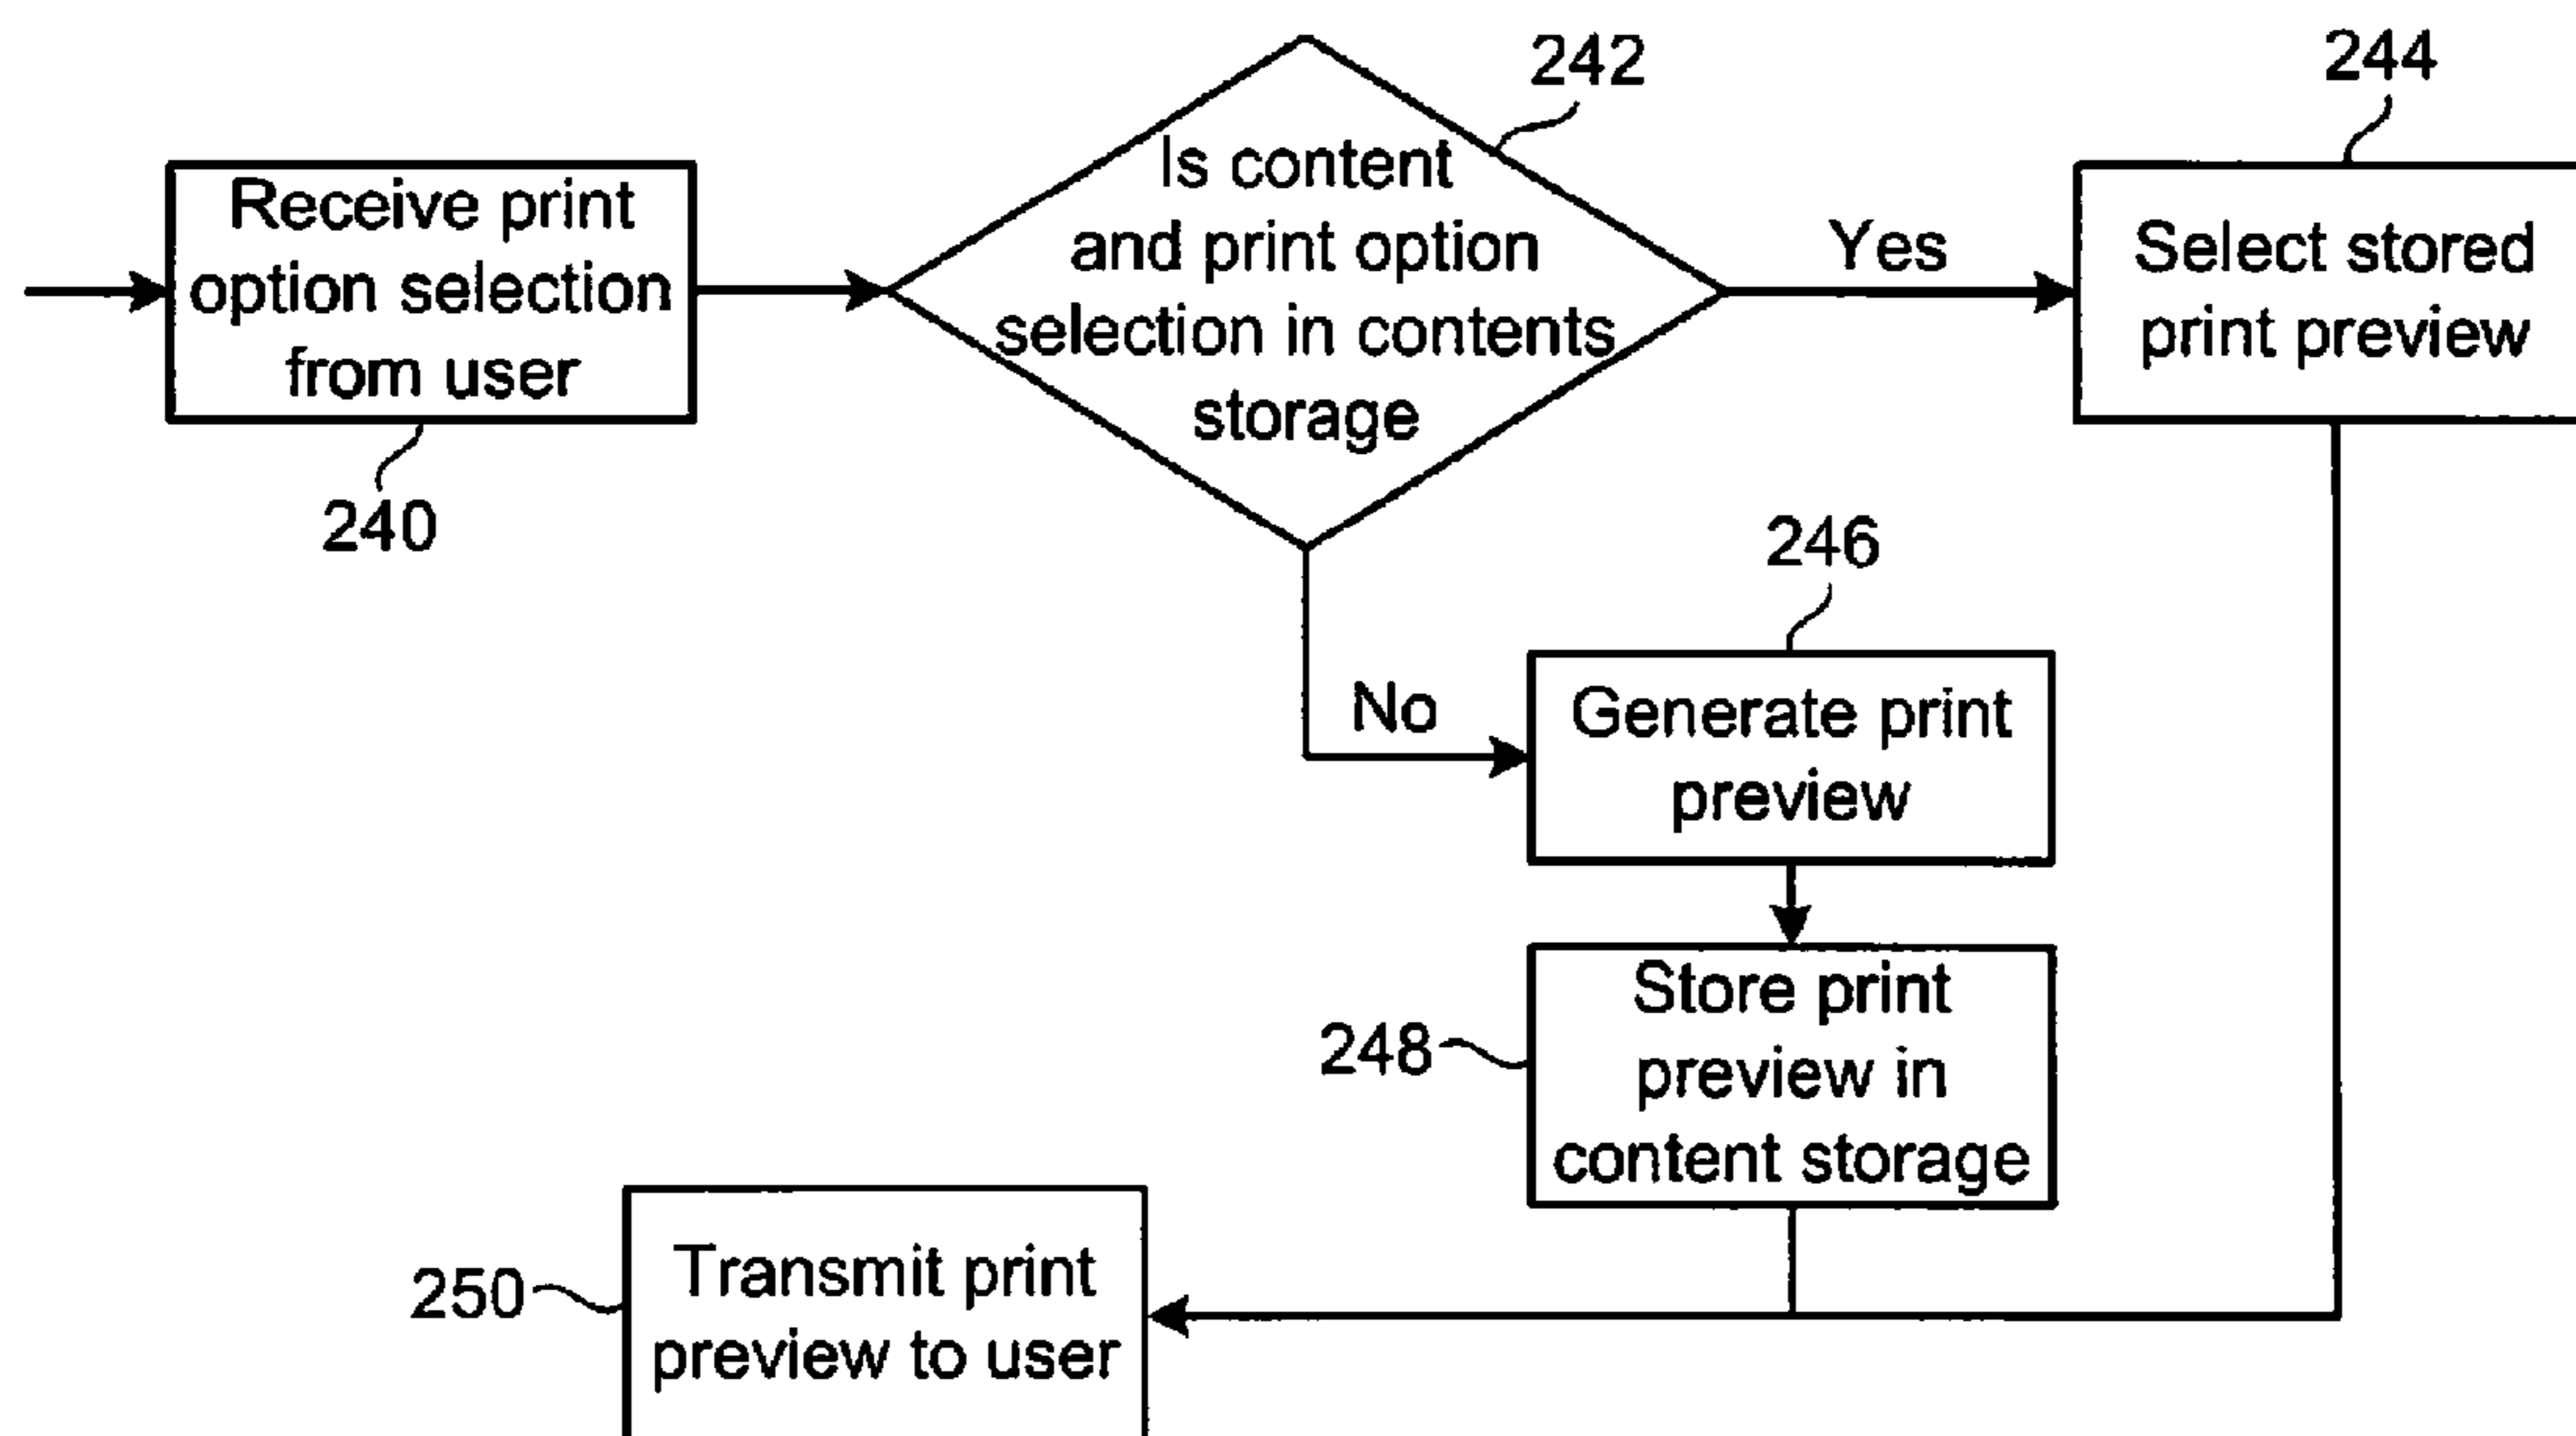 242
244
Receive print
option selection
from user
240
Is content
and print option
selection in contents
storage
Yes
Select stored
print preview
246
No
Generate print
preview
248
Store print
preview in
content storage
250
Transmit print
preview to user